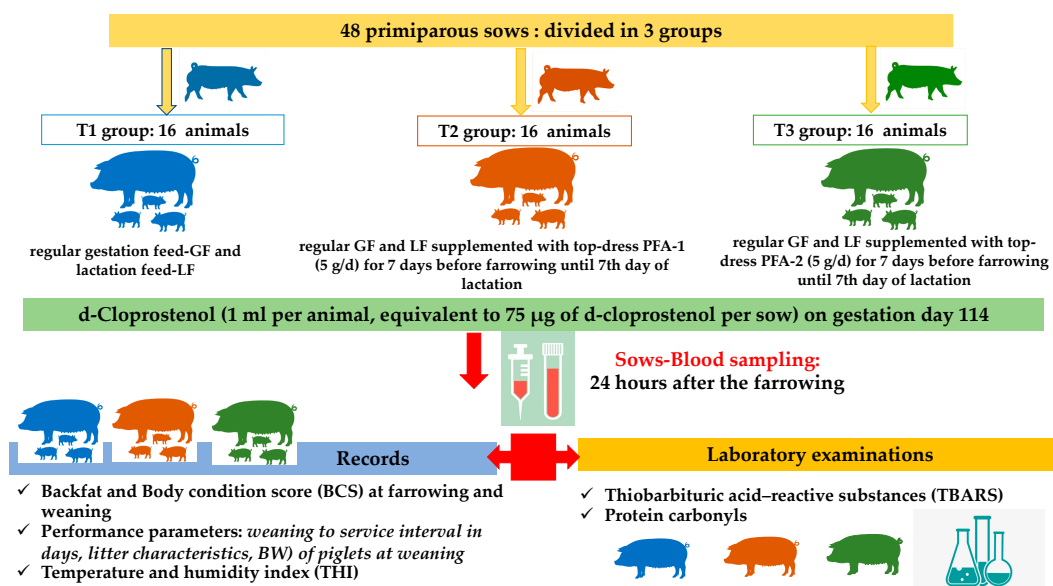 48 primiparous sows : divided in 3 groups
T1 group: 16 animals
T2 group: 16 animals
T3 group: 16 animals
regular gestation feed-GF and
lactation feed-LF
regular GF and LF supplemented with top-dress PFA-1
(5 g/d) for 7 days before farrowing until 7th day of
lactation
regular GF and LF supplemented with top-
dress PFA-2 (5 g/d) for 7 days before farrowing
until 7th day of lactation
d-Cloprostenol (1 ml per animal, equivalent to 75 μg of d-cloprostenol per sow) on gestation day 114
Sows-Blood sampling:
24 hours after the farrowing
Records
✓ Backfat and Body condition score (BCS) at farrowing and
weaning
✓ Performance parameters: weaning to service interval in
days, litter characteristics, BW) of piglets at weaning
✓ Temperature and humidity index (THI)
Laboratory examinations
✓ Thiobarbituric acid–reactive substances (TBARS)
✓ Protein carbonyls